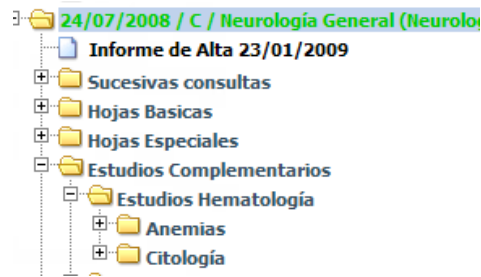 24/07/2008 / C / Neurología General
Informe de Alta 23/01/2009
Sucesivas consultas
Hojas Basicas
Hojas Especiales
Estudios Complementarios
Estudios Hematología
Anemias
Citología